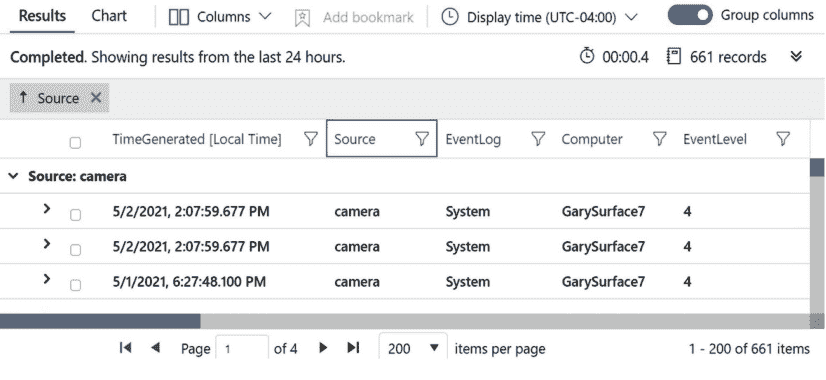 Results Chart Columns Add bookmark Display time (UTC-04:00) Group columns
Completed. Showing results from the last 24 hours. 00:00.4 661 records
Source
TimeGenerated [Local Time] Source EventLog Computer EventLevel
Source: camera
5/2/2021, 2:07:59.677 PM camera System GarySurface7 4
5/2/2021, 2:07:59.677 PM camera System GarySurface7 4
5/1/2021, 6:27:48.100 PM camera System GarySurface7 4
Page 1 of 4 200 items per page 1 - 200 of 661 items